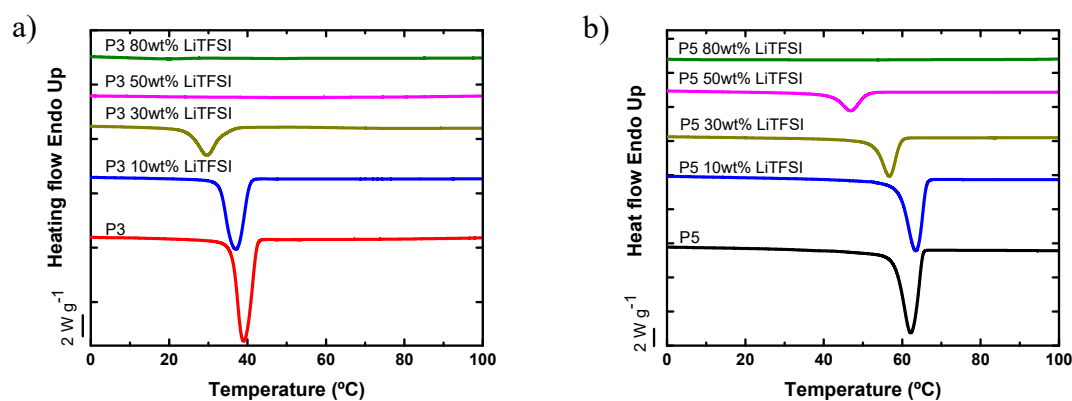 a)
P3 80wt% LiTFSI
P3 50wt% LiTFSI
P3 30wt% LiTFSI
P3 10wt% LiTFSI
P3
Heating flow Endo Up
2 W g-1
0 20 40 60 80 100
Temperature (ºC)
b)
P5 80wt% LiTFSI
P5 50wt% LiTFSI
P5 30wt% LiTFSI
P5 10wt% LiTFSI
P5
Heat flow Endo Up
2 W g-1
0 20 40 60 80 100
Temperature (ºC)